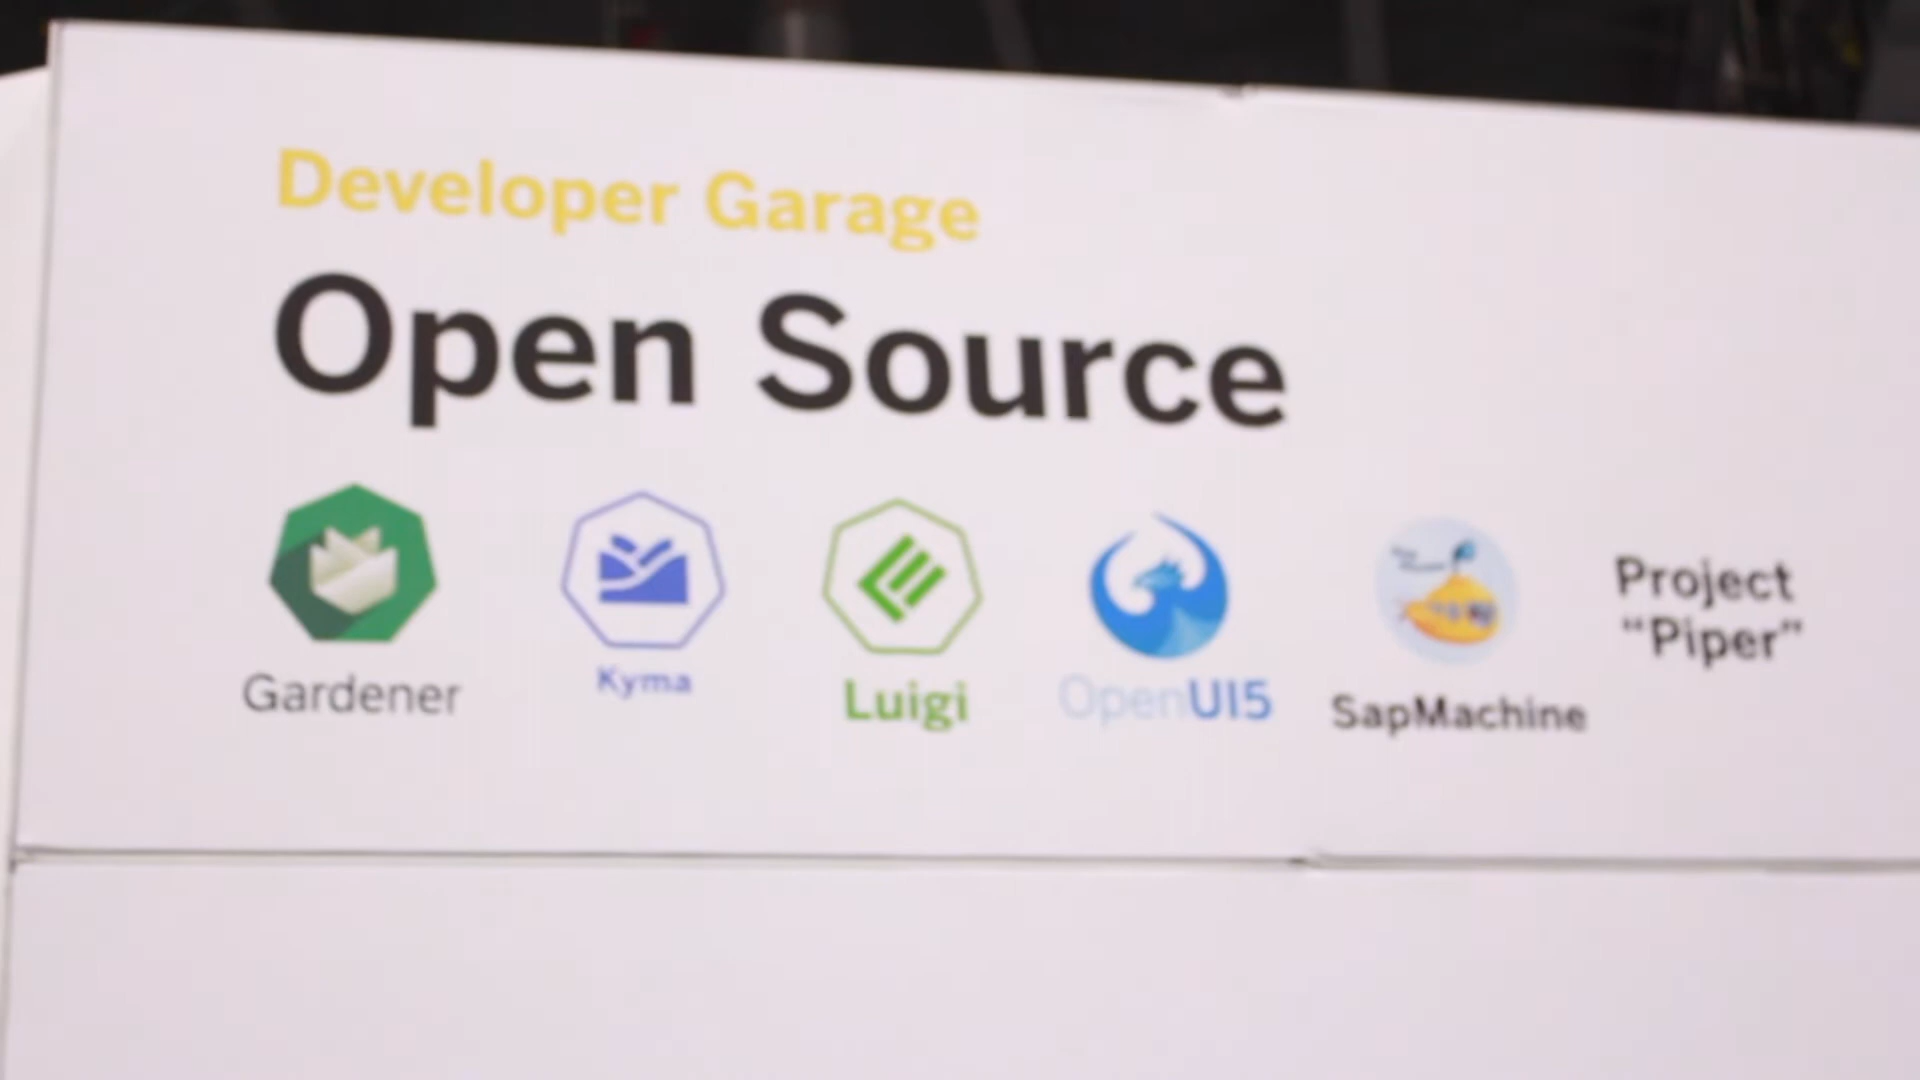 Developer Garage
Open Source
Gardener
Kyma
Luigi
OpenUI5
SapMachine
Project
“Piper”